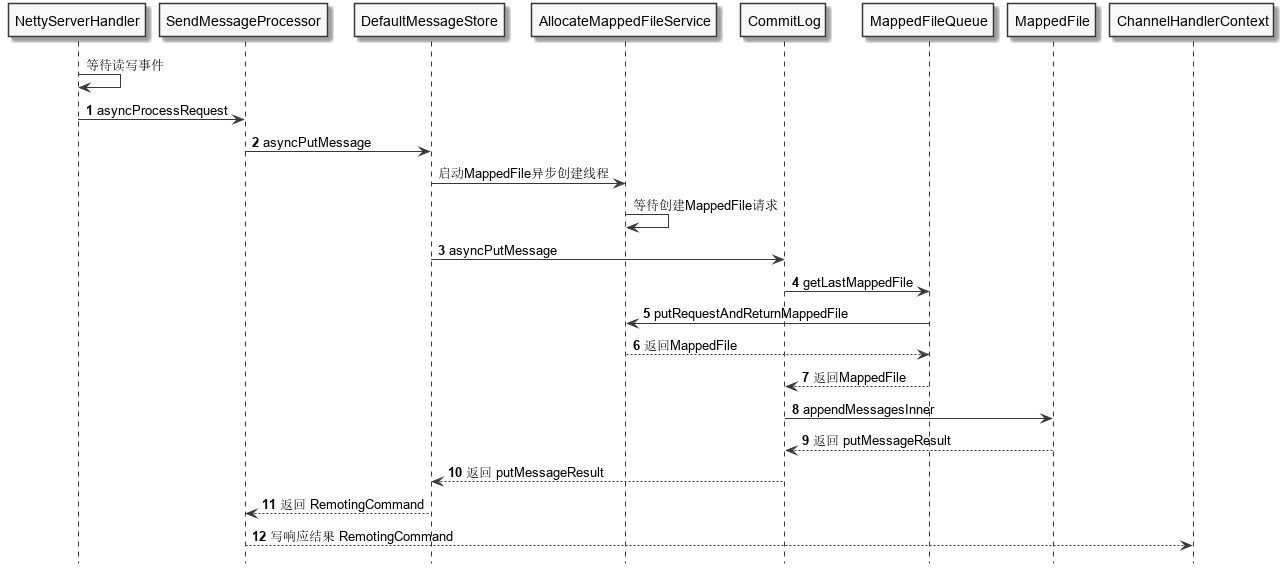 NettyServerHandler
SendMessageProcessor
DefaultMessageStore
AllocateMappedFileService
CommitLog
MappedFileQueue
MappedFile
ChannelHandlerContext
等待读写事件
1 asyncProcessRequest
2 asyncPutMessage
启动MappedFile异步创建线程
等待创建MappedFile请求
3 asyncPutMessage
4 getLastMappedFile
5 putRequestAndReturnMappedFile
6 返回MappedFile
7 返回MappedFile
8 appendMessagesInner
9 返回 putMessageResult
10 返回 putMessageResult
11 返回 RemotingCommand
12 写响应结果 RemotingCommand